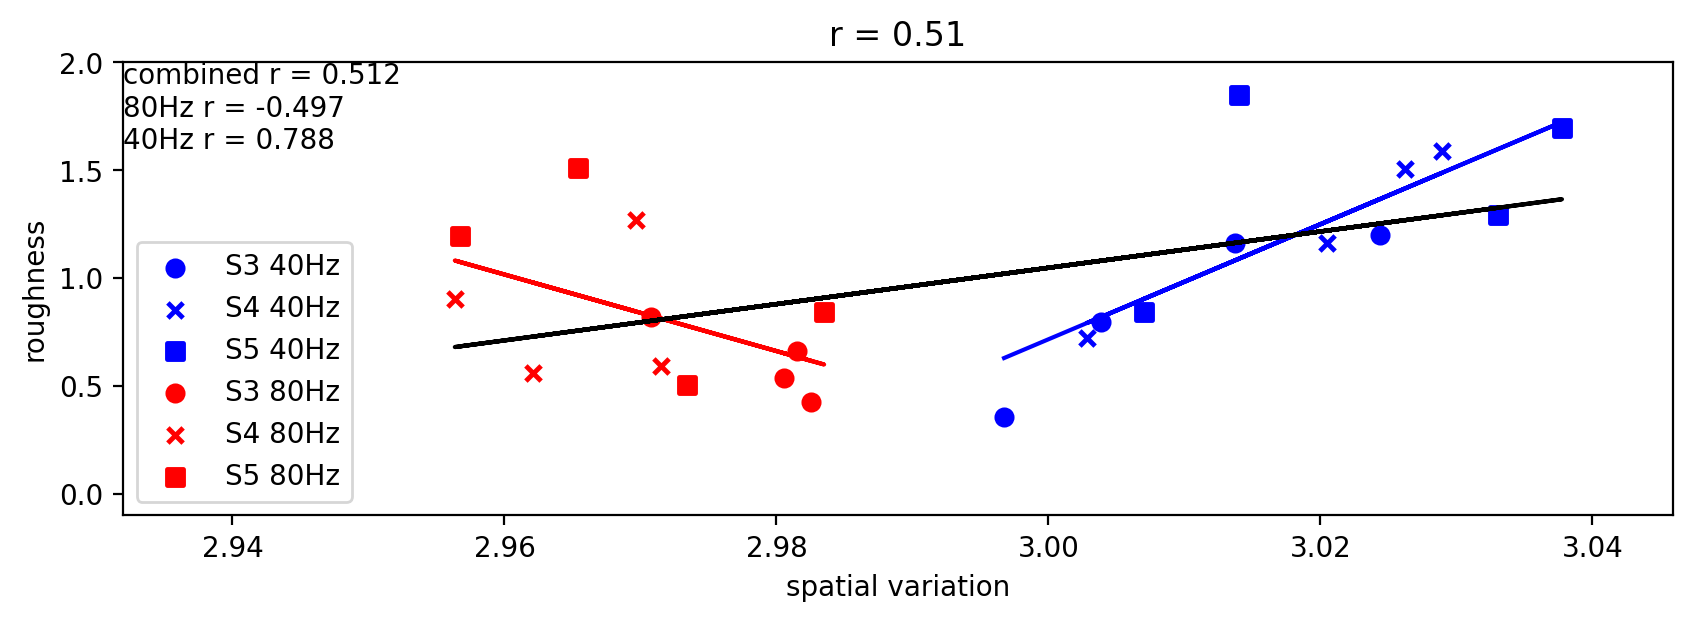 r = 0.51
combined r = 0.512
80Hz r = -0.497
40Hz r = 0.788
2.0
1.5
1.0
0.5
0.0
roughness
S3 40Hz
S4 40Hz
S5 40Hz
S3 80Hz
S4 80Hz
S5 80Hz
2.94 2.96 2.98 3.00 3.02 3.04
spatial variation